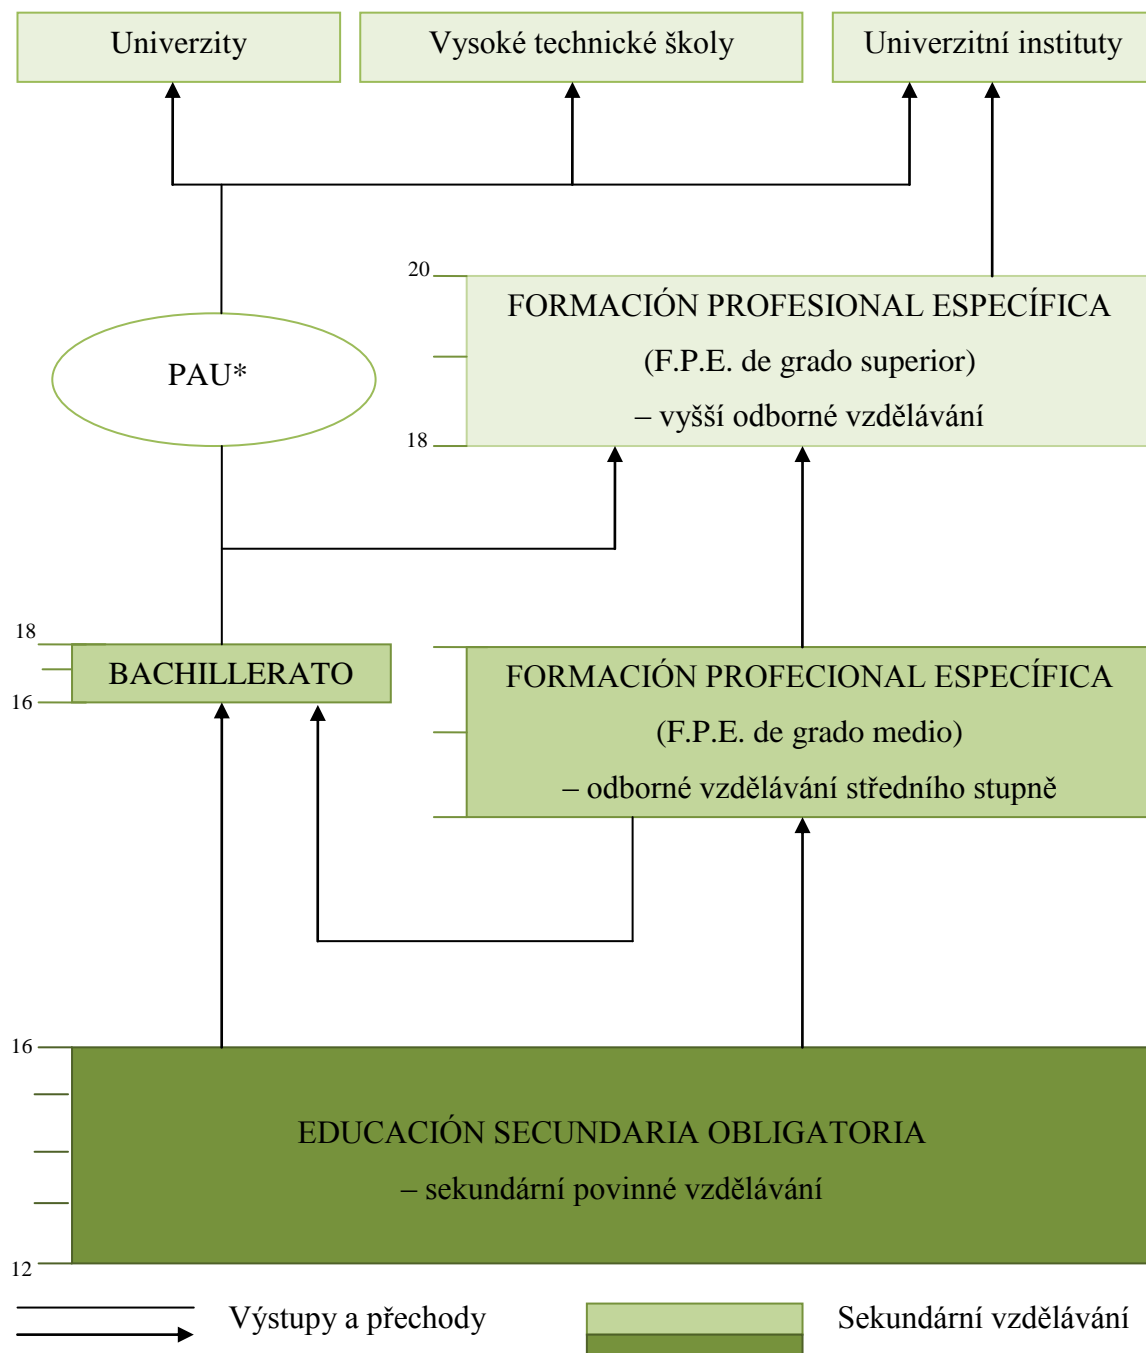 Univerzity
Vysoké technické školy
Univerzitní instituty
20
FORMACIÓN PROFESIONAL ESPECÍFICA
(F.P.E. de grado superior)
– vyšší odborné vzdělávání
18
PAU*
18
BACHILLERATO
16
FORMACIÓN PROFECIONAL ESPECÍFICA
(F.P.E. de grado medio)
– odborné vzdělávání středního stupně
16
EDUCACIÓN SECUNDARIA OBLIGATORIA
– sekundární povinné vzdělávání
12
Výstupy a přechody
Sekundární vzdělávání